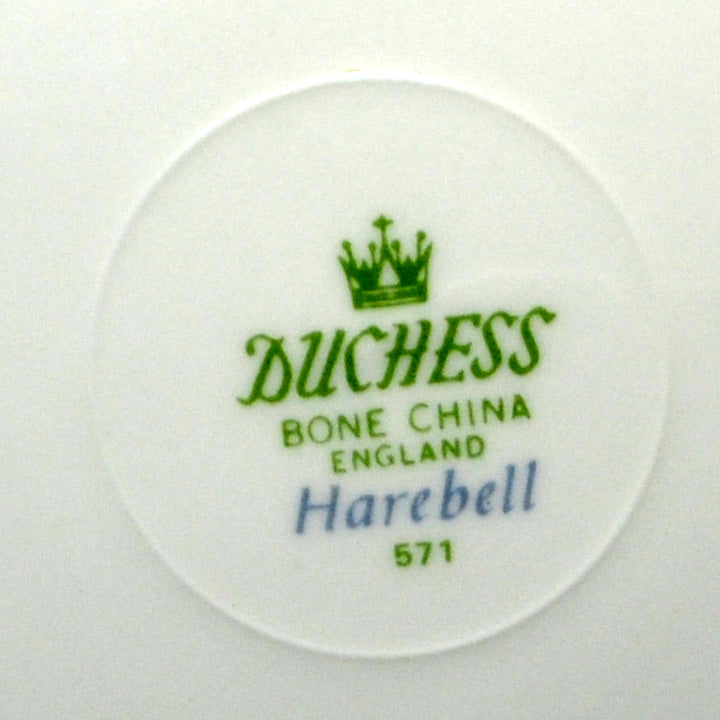 DUCHESS
BONE CHINA
ENGLAND
Harebell
571